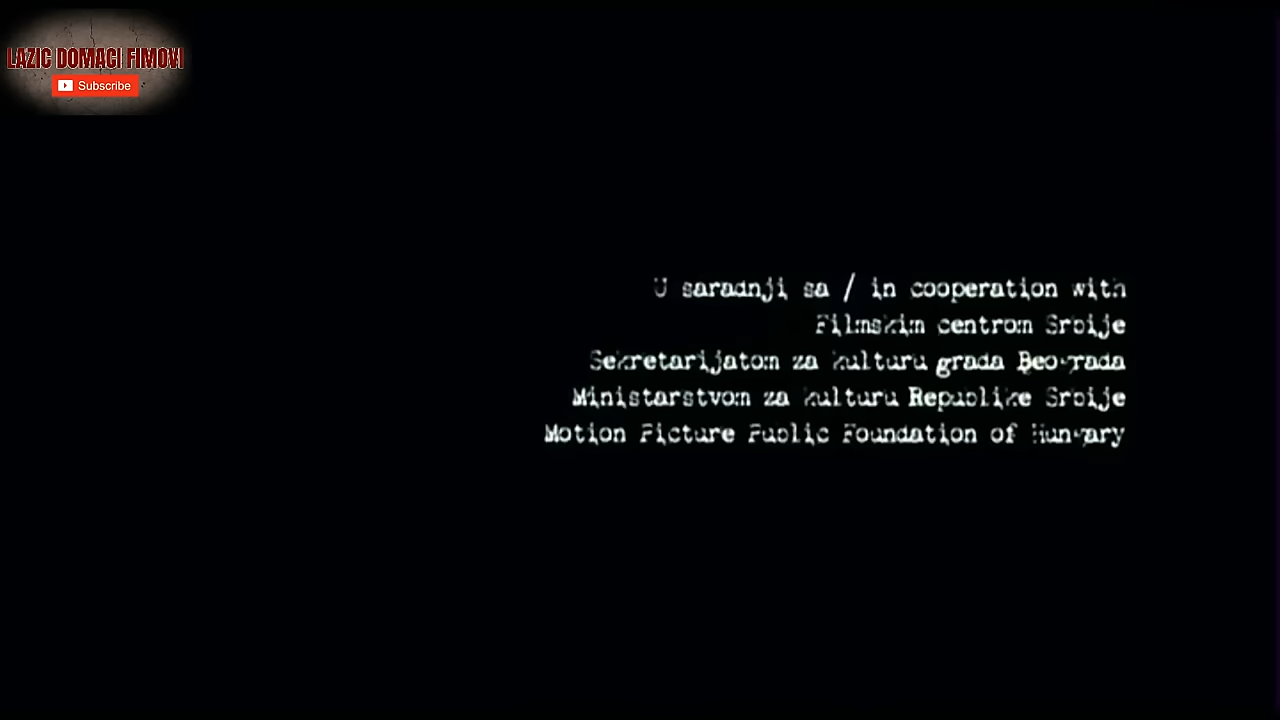 LAZIC DOMACI FIMOVI
Subscribe
U saradnji sa / in cooperation with
Filmskim centrom Srbije
Sekretarijatom za kulturu grada Beograda
Ministarstvom za kulturu Republike Srbije
Motion Picture Public Foundation of Hungary